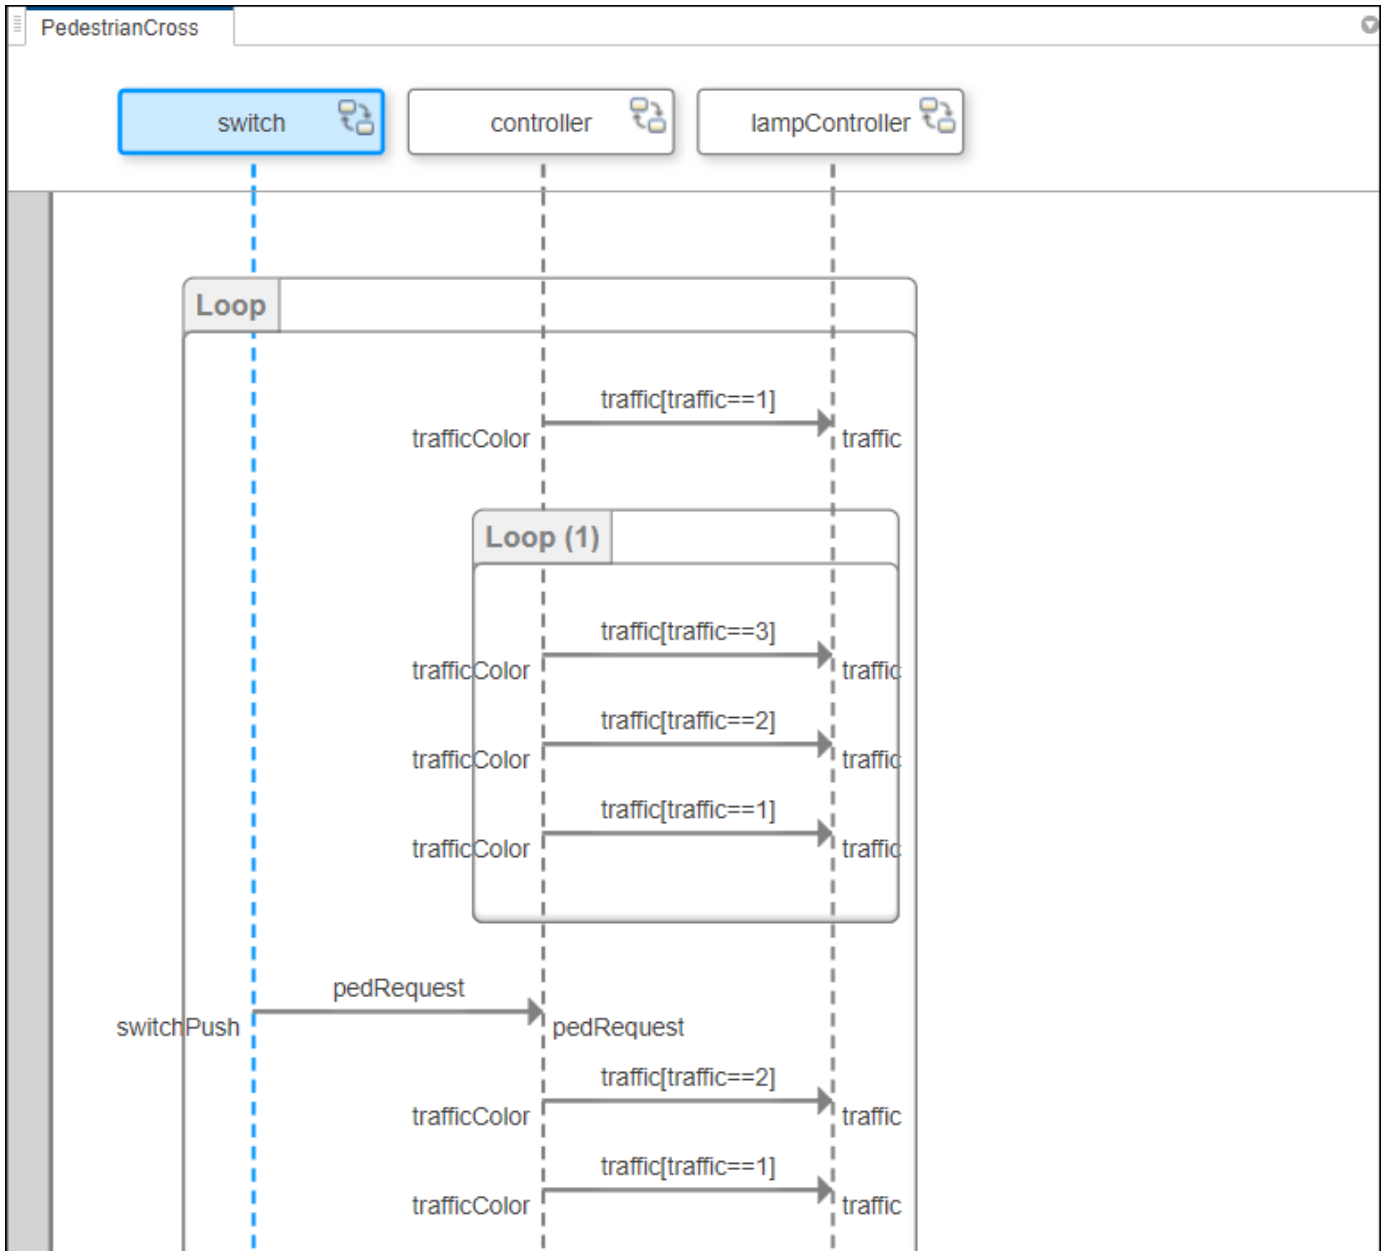 PedestrianCross
switch
controller
lampController
Loop
traffic[traffic==1]
trafficColor
traffic
Loop (1)
traffic[traffic==3]
trafficColor
traffic
traffic[traffic==2]
trafficColor
traffic
traffic[traffic==1]
trafficColor
traffic
pedRequest
switchPush
pedRequest
traffic[traffic==2]
trafficColor
traffic
traffic[traffic==1]
trafficColor
traffic